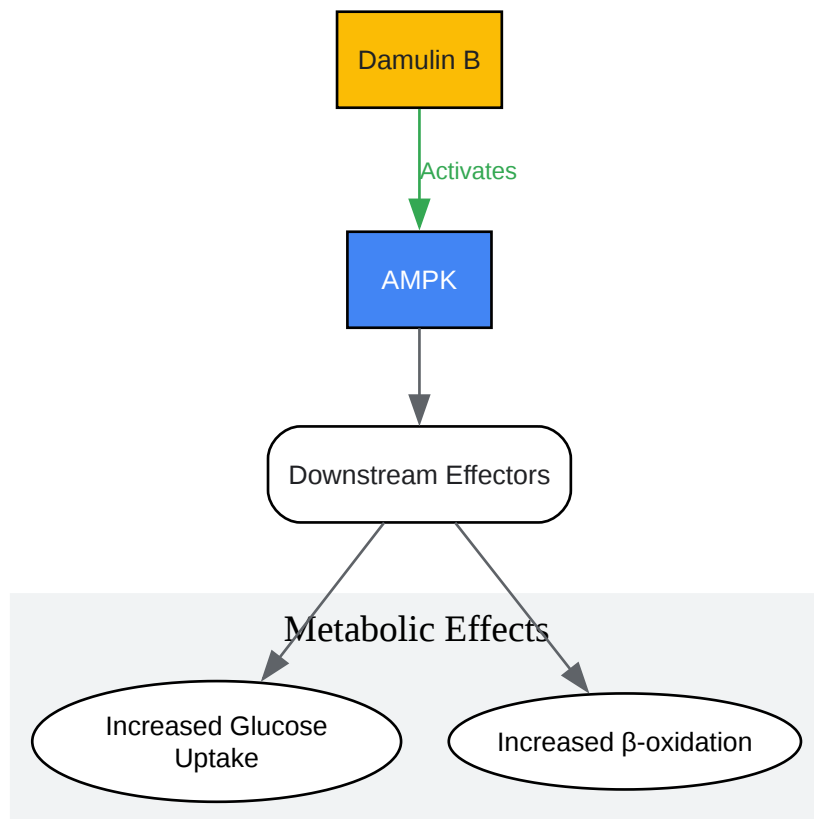 Damulin B
Activates
AMPK
Downstream Effectors
Metabolic Effects
Increased Glucose
Uptake
Increased β-oxidation